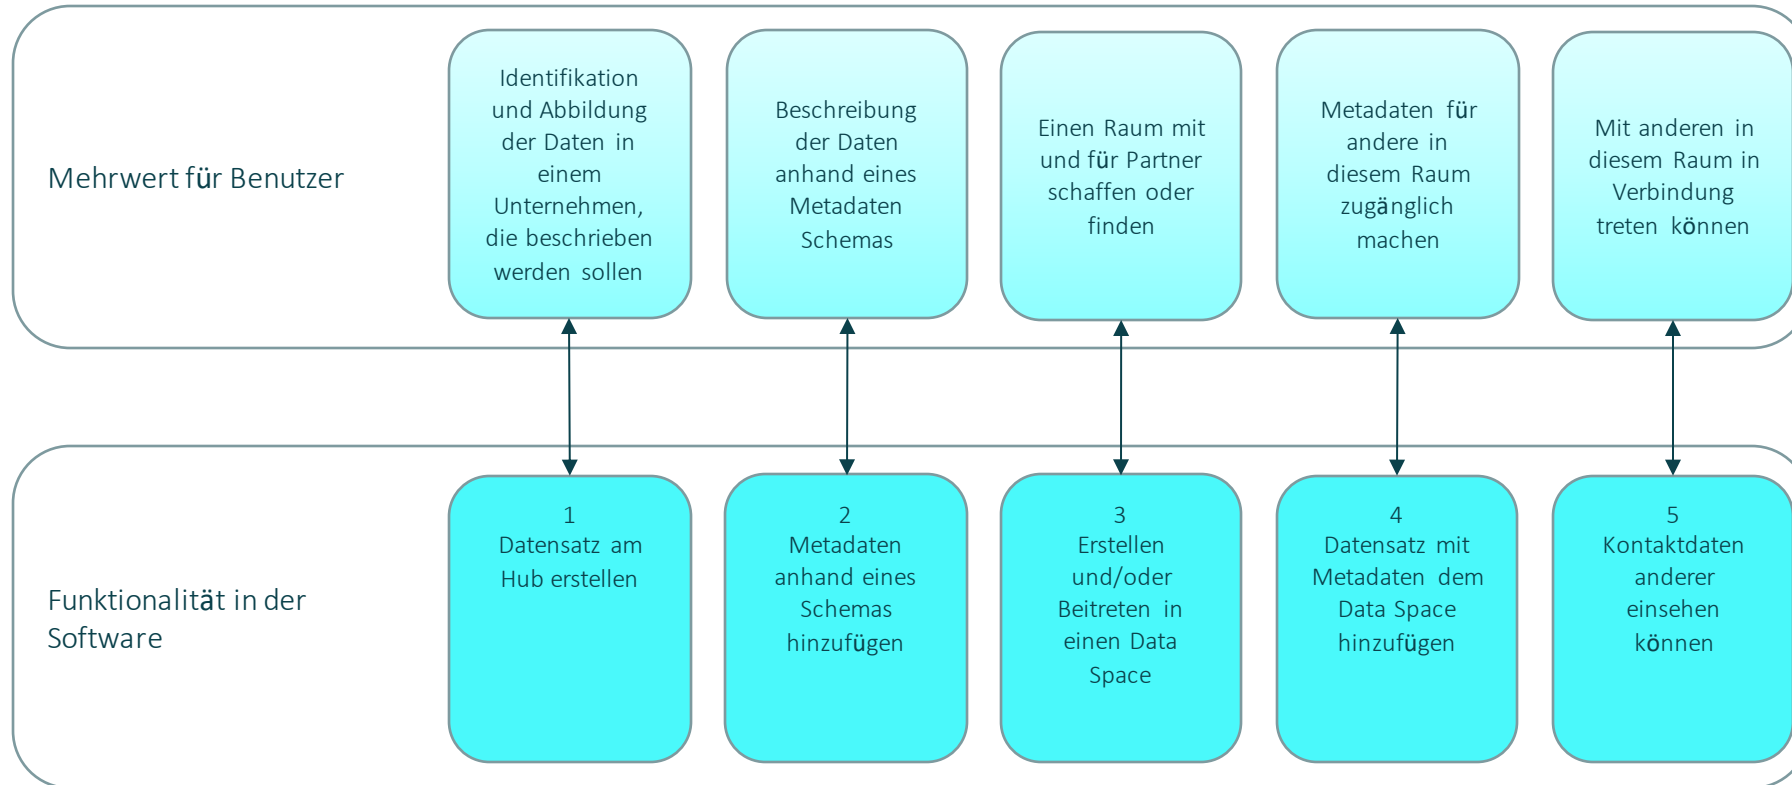 Mehrwert für Benutzer
Identifikation
und Abbildung
der Daten in
einem
Unternehmen,
die beschrieben
werden sollen
Beschreibung
der Daten
anhand eines
Metadaten
Schemas
Einen Raum mit
und für Partner
schaffen oder
finden
Metadaten für
andere in
diesem Raum
zugänglich
machen
Mit anderen in
diesem Raum in
Verbindung
treten können
Funktionalität in der
Software
1
Datensatz am
Hub erstellen
2
Metadaten
anhand eines
Schemas
hinzufügen
3
Erstellen
und/oder
Beitreten in
einen Data
Space
4
Datensatz mit
Metadaten dem
Data Space
hinzufügen
5
Kontaktdaten
anderer
einsehen
können